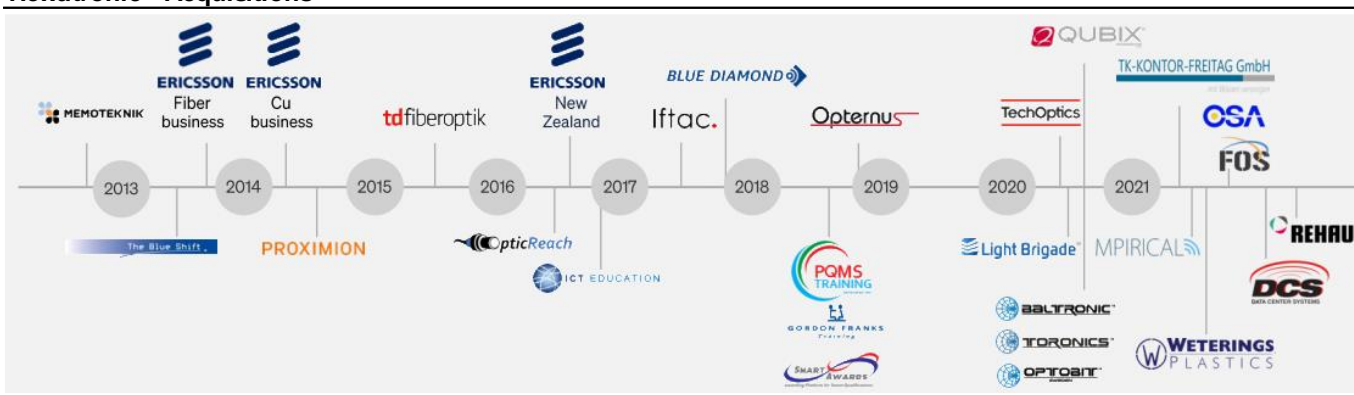 QUBIX
ERICSSON
Fiber
business
ERICSSON
Cu
business
ERICSSON
New
Zealand
BLUE DIAMOND
TK-KONTOR-FREITAG GmbH
MEMOTEKNIK
tdfiberoptik
Iftac.
Opternus
TechOptics
OSA
FOS
2013
2014
2015
2016
2017
2018
2019
2020
2021
The Blue Shift.
PROXIMION
OpticReach
ICT EDUCATION
PQMS
TRAINING
GORDON FRANKS
Training
SMART
AWARDS
Light Brigade
MPIRICAL
REHAU
DCS
DATA CENTER SYSTEMS
BALTRONIC
TORONICS
OPTOBIT
WETERINGS
PLASTICS